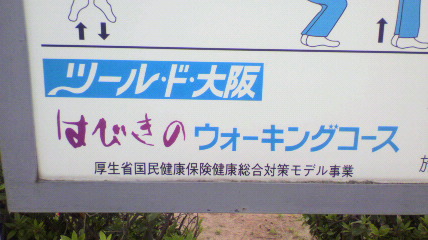 ツール・ド・大阪
はびきのウォーキングコース
厚生省国民健康保険健康総合対策モデル事業